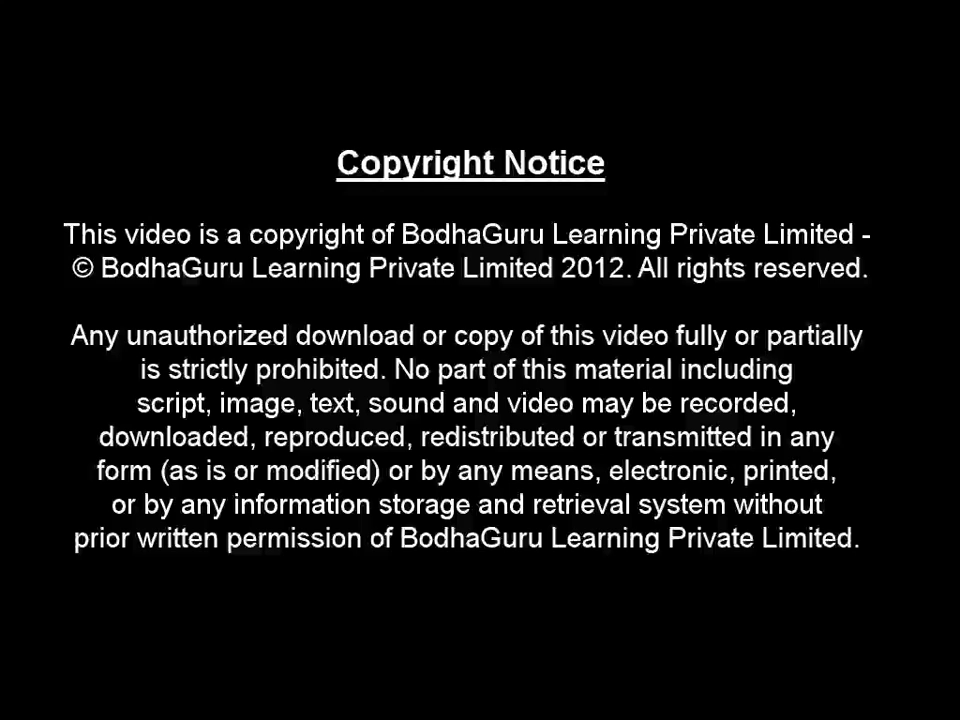 Copyright Notice
This video is a copyright of BodhaGuru Learning Private Limited -
© BodhaGuru Learning Private Limited 2012. All rights reserved.
Any unauthorized download or copy of this video fully or partially
is strictly prohibited. No part of this material including
script, image, text, sound and video may be recorded,
downloaded, reproduced, redistributed or transmitted in any
form (as is or modified) or by any means, electronic, printed,
or by any information storage and retrieval system without
prior written permission of BodhaGuru Learning Private Limited.